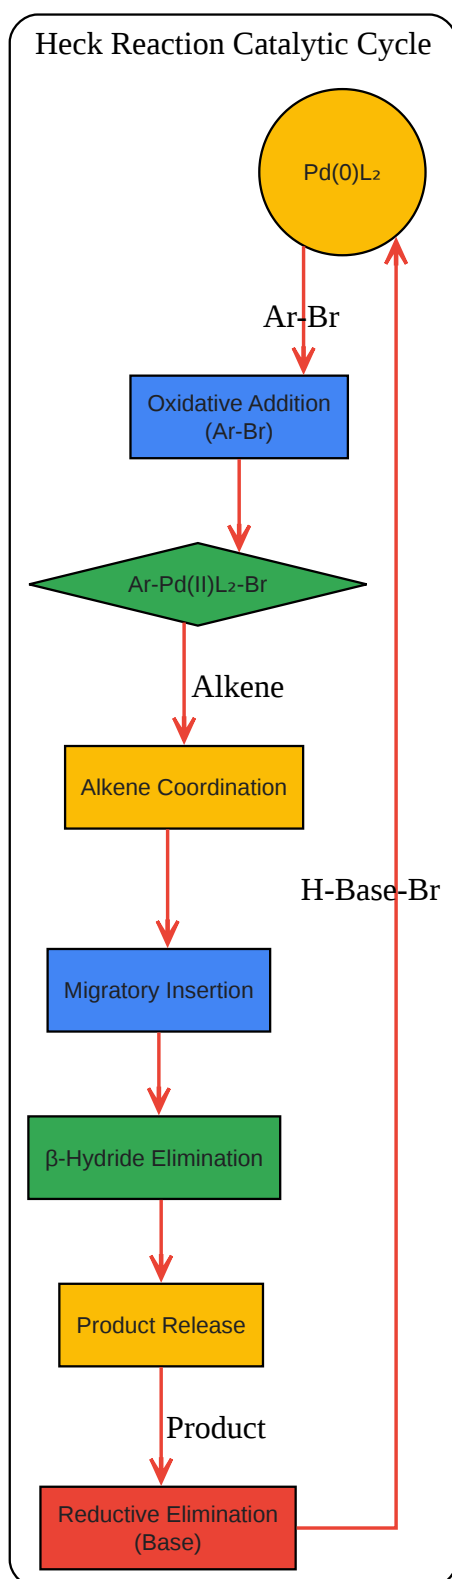 Heck Reaction Catalytic Cycle
Pd(0)L₂
Ar-Br
Oxidative Addition
(Ar-Br)
Ar-Pd(II)L₂-Br
Alkene
Alkene Coordination
H-Base-Br
Migratory Insertion
β-Hydride Elimination
Product Release
Product
Reductive Elimination
(Base)